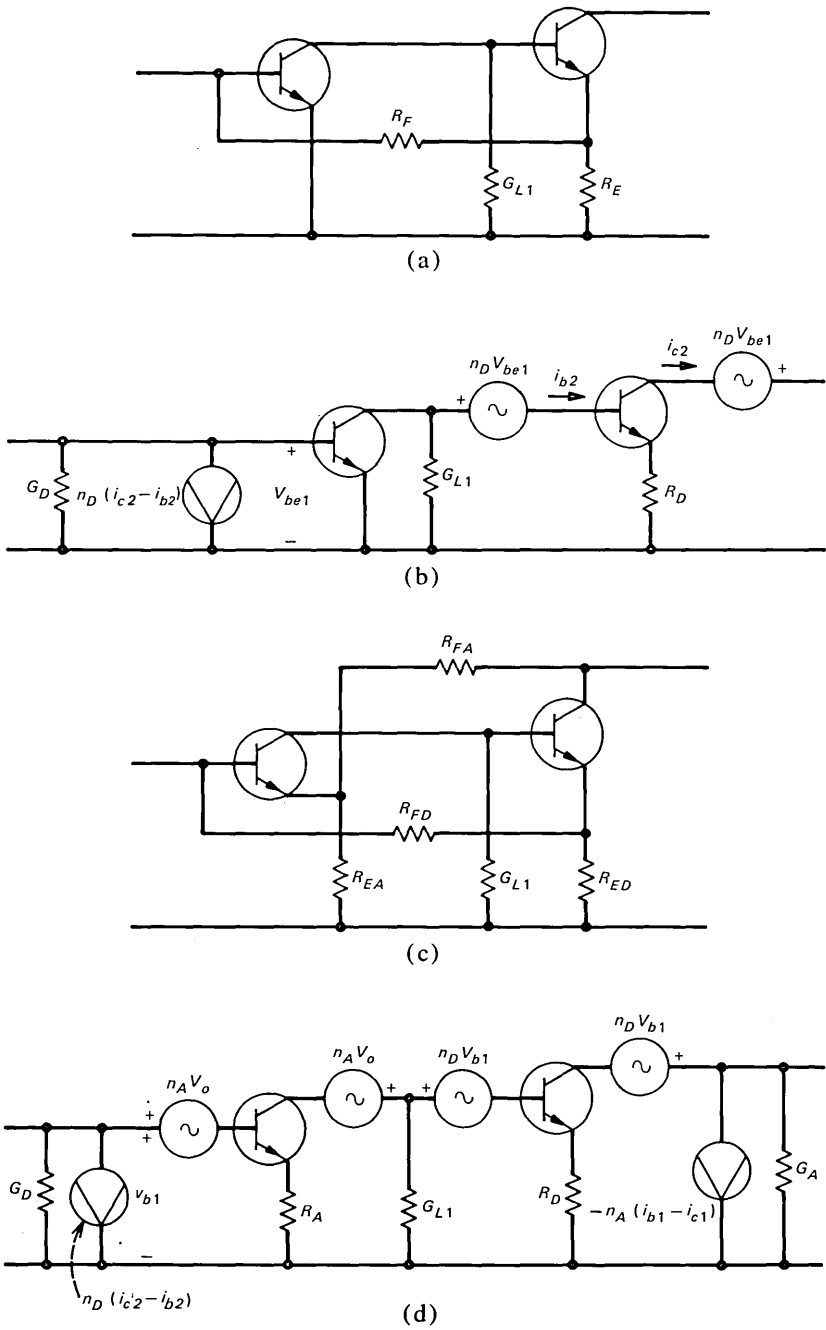 R_F
G_L1
R_E
(a)
n_D V_be1
i_c2
n_D V_be1
i_b2
+
+
+
G_D
n_D (i_c2 − i_b2)
V_be1
G_L1
R_D
−
(b)
R_FA
R_FD
R_EA
G_L1
R_ED
(c)
n_D V_b1
n_A V_o
n_D V_b1
+
n_A V_o
+
+
+
+
G_D
v_b1
R_A
G_L1
R_D
−n_A (i_b1 − i_c1)
G_A
−
n_D (i_c2 − i_b2)
(d)